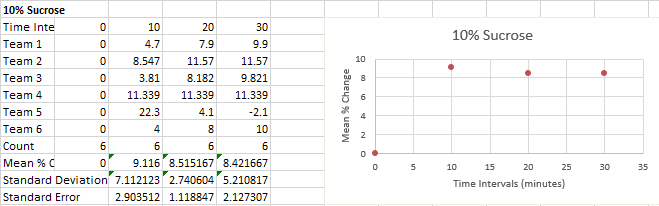 10% Sucrose
Time Inte 0 10 20 30
Team 1 0 4.7 7.9 9.9
Team 2 0 8.547 11.57 11.57
Team 3 0 3.81 8.182 9.821
Team 4 0 11.339 11.339 11.339
Team 5 0 22.3 4.1 -2.1
Team 6 0 4 8 10
Count 6 6 6 6
Mean % C 0 9.116 8.515167 8.421667
Standard Deviation 7.112123 2.740604 5.210817
Standard Error 2.903512 1.118847 2.127307
10% Sucrose
Mean % Change
10
8
6
4
2
0
0 5 10 15 20 25 30 35
Time Intervals (minutes)